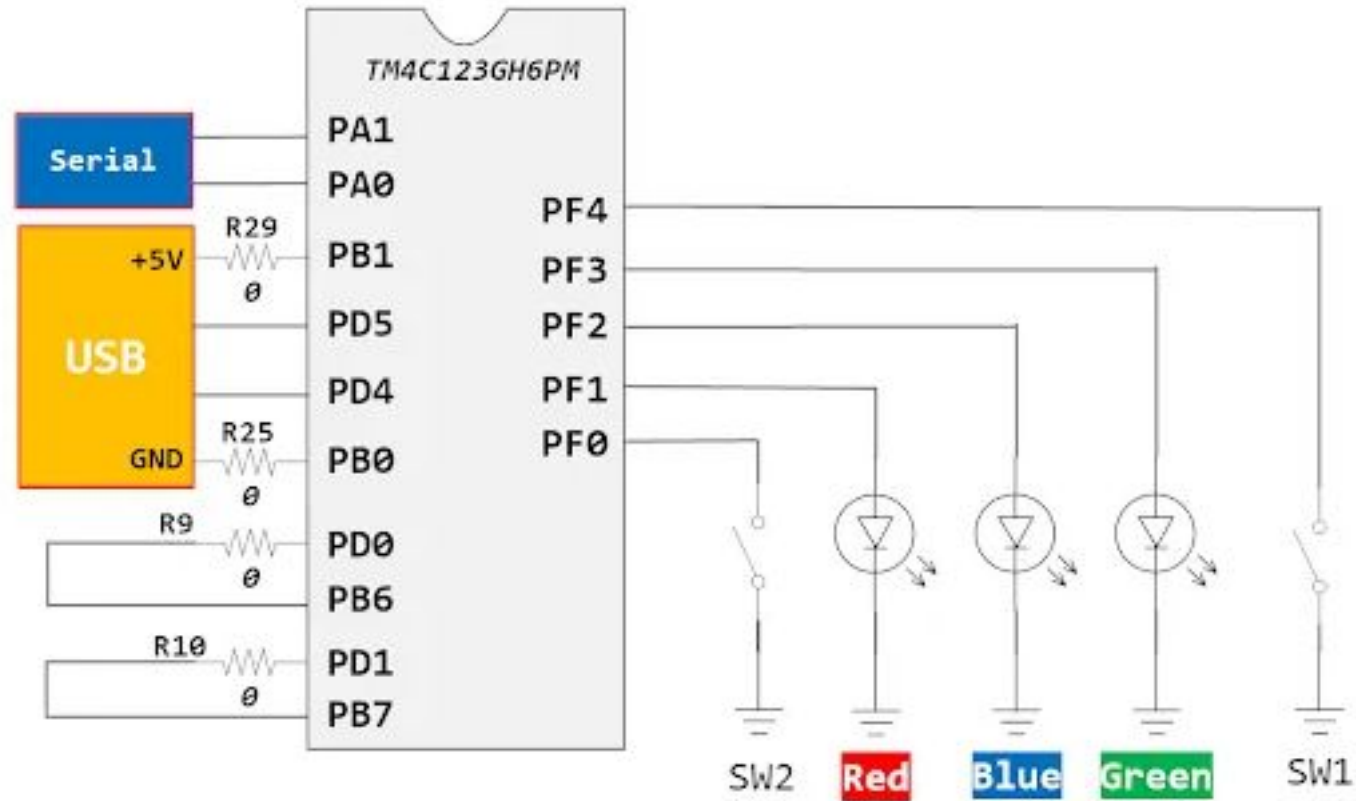 TM4C123GH6PM
Serial
PA1
PA0
USB
+5V
R29
0
PB1
PD5
PD4
GND
R25
0
PB0
R9
0
PD0
PB6
R10
0
PD1
PB7
PF4
PF3
PF2
PF1
PF0
SW2
Red
Blue
Green
SW1